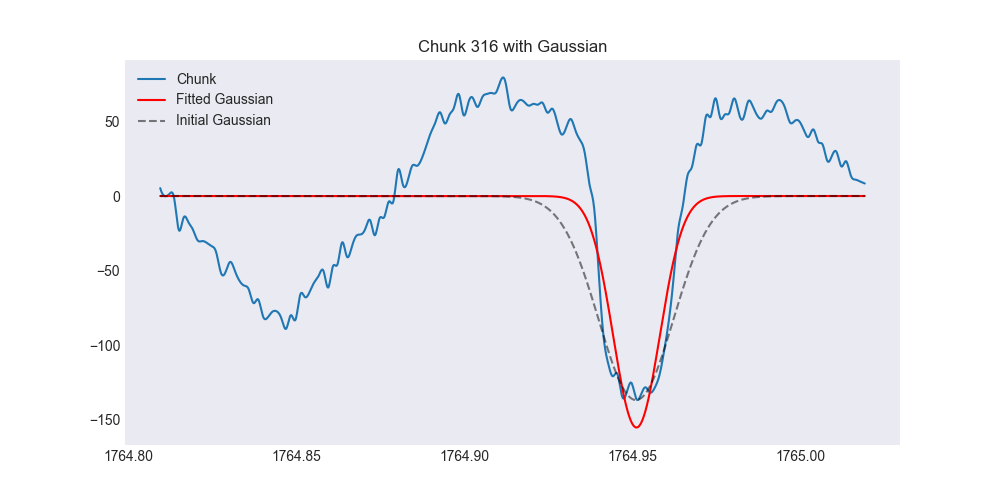 Chunk 316 with Gaussian
Chunk
Fitted Gaussian
Initial Gaussian
50
0
−50
−100
−150
1764.80 1764.85 1764.90 1764.95 1765.00